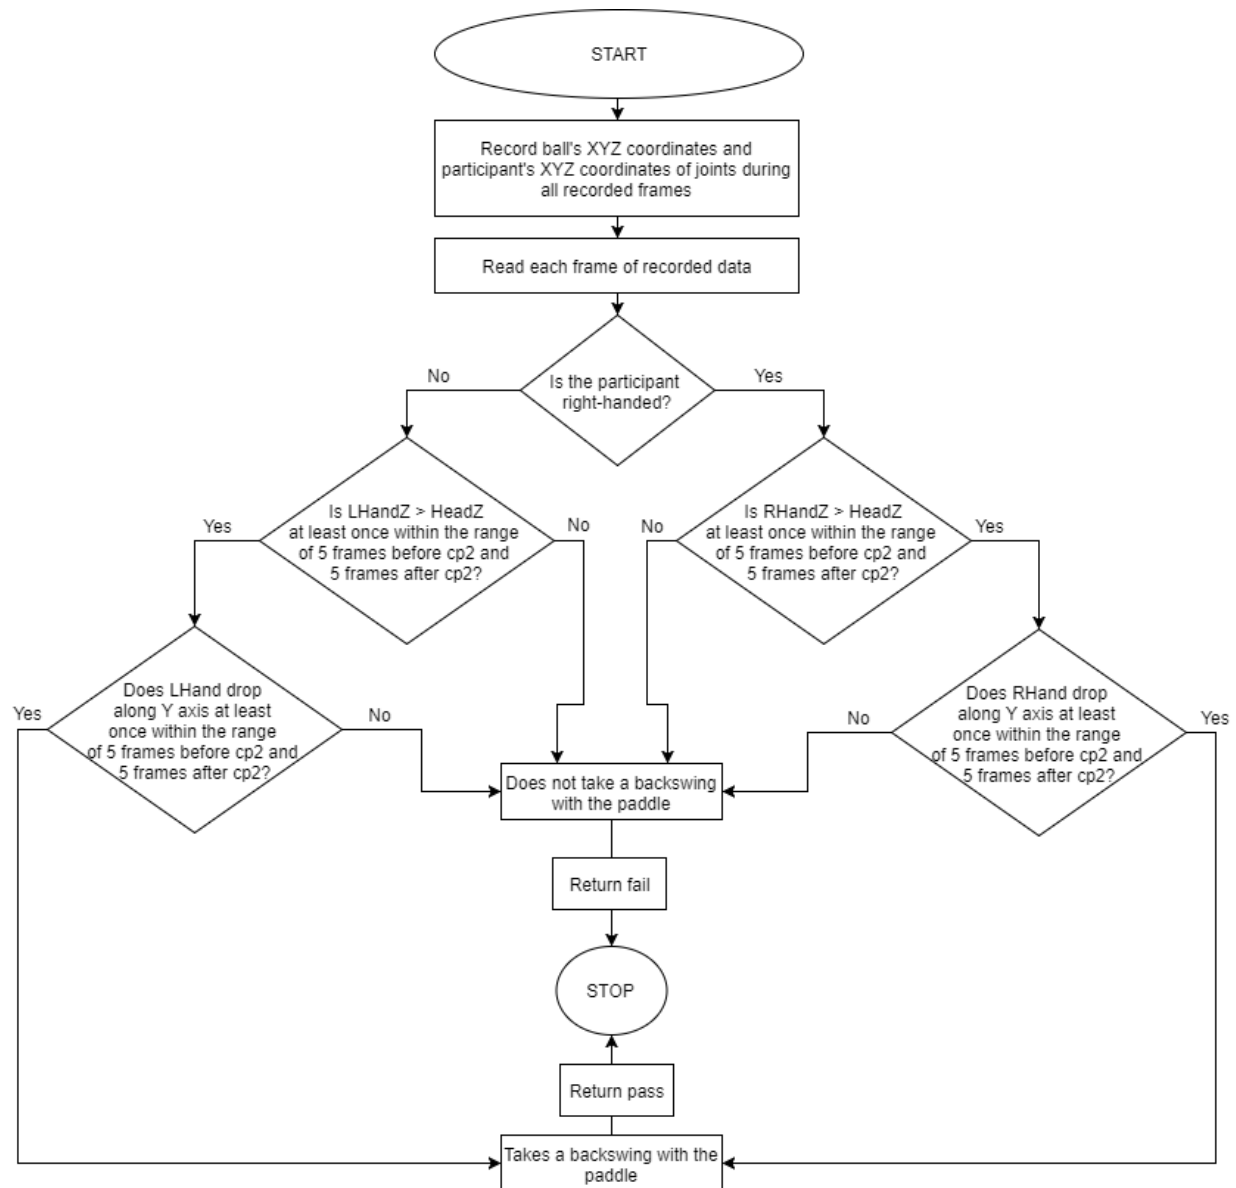 START
Record ball's XYZ coordinates and
participant's XYZ coordinates of joints during
all recorded frames
Read each frame of recorded data
No
Yes
Is the participant
right-handed?
Yes
Is LHandZ > HeadZ
at least once within the range
of 5 frames before cp2 and
5 frames after cp2?
No
No
Is RHandZ > HeadZ
at least once within the range
of 5 frames before cp2 and
5 frames after cp2?
Yes
Yes
Does LHand drop
along Y axis at least
once within the range
of 5 frames before cp2 and
5 frames after cp2?
No
No
Does RHand drop
along Y axis at least
once within the range
of 5 frames before cp2 and
5 frames after cp2?
Yes
Does not take a backswing
with the paddle
Return fail
STOP
Return pass
Takes a backswing with the
paddle